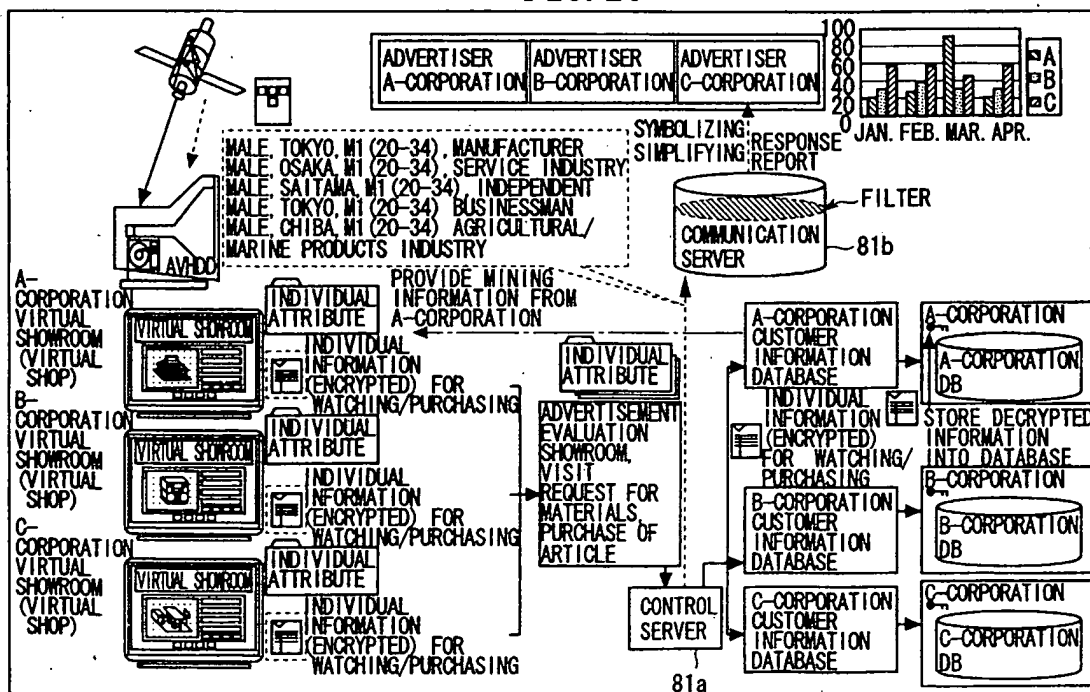 ADVERTISER
A-CORPORATION
ADVERTISER
B-CORPORATION
ADVERTISER
C-CORPORATION
100
80
60
40
20
0
JAN. FEB. MAR. APR.
A
B
C
SYMBOLIZING
SIMPLIFYING
RESPONSE
REPORT
MALE, TOKYO, M1 (20-34), MANUFACTURER
MALE, OSAKA, M1 (20-34), SERVICE INDUSTRY
MALE, SAITAMA, M1 (20-34), INDEPENDENT
MALE, TOKYO, M1 (20-34) BUSINESSMAN
MALE, CHIBA, M1 (20-34) AGRICULTURAL/
MARINE PRODUCTS INDUSTRY
FILTER
COMMUNICATION
SERVER
81b
AVHDD
PROVIDE MINING
INFORMATION FROM
A-CORPORATION
A-
CORPORATION
VIRTUAL
SHOWROOM
(VIRTUAL
SHOP)
VIRTUAL SHOWROOM
INDIVIDUAL
ATTRIBUTE
INDIVIDUAL
INFORMATION
(ENCRYPTED) FOR
WATCHING/PURCHASING
B-
CORPORATION
VIRTUAL
SHOWROOM
(VIRTUAL
SHOP)
VIRTUAL SHOWROOM
INDIVIDUAL
ATTRIBUTE
INDIVIDUAL
INFORMATION
(ENCRYPTED) FOR
WATCHING/PURCHASING
C-
CORPORATION
VIRTUAL
SHOWROOM
(VIRTUAL
SHOP)
VIRTUAL SHOWROOM
INDIVIDUAL
ATTRIBUTE
INDIVIDUAL
INFORMATION
(ENCRYPTED) FOR
WATCHING/PURCHASING
INDIVIDUAL
ATTRIBUTE
ADVERTISEMENT
EVALUATION
SHOWROOM,
VISIT
REQUEST FOR
MATERIALS,
PURCHASE OF
ARTICLE
CONTROL
SERVER
81a
A-CORPORATION
CUSTOMER
INFORMATION
DATABASE
INDIVIDUAL
INFORMATION
(ENCRYPTED)
FOR WATCHING/
PURCHASING
B-CORPORATION
CUSTOMER
INFORMATION
DATABASE
C-CORPORATION
CUSTOMER
INFORMATION
DATABASE
A-CORPORATION
A-CORPORATION
DB
STORE DECRYPTED
INFORMATION
INTO DATABASE
B-CORPORATION
B-CORPORATION
DB
C-CORPORATION
C-CORPORATION
DB